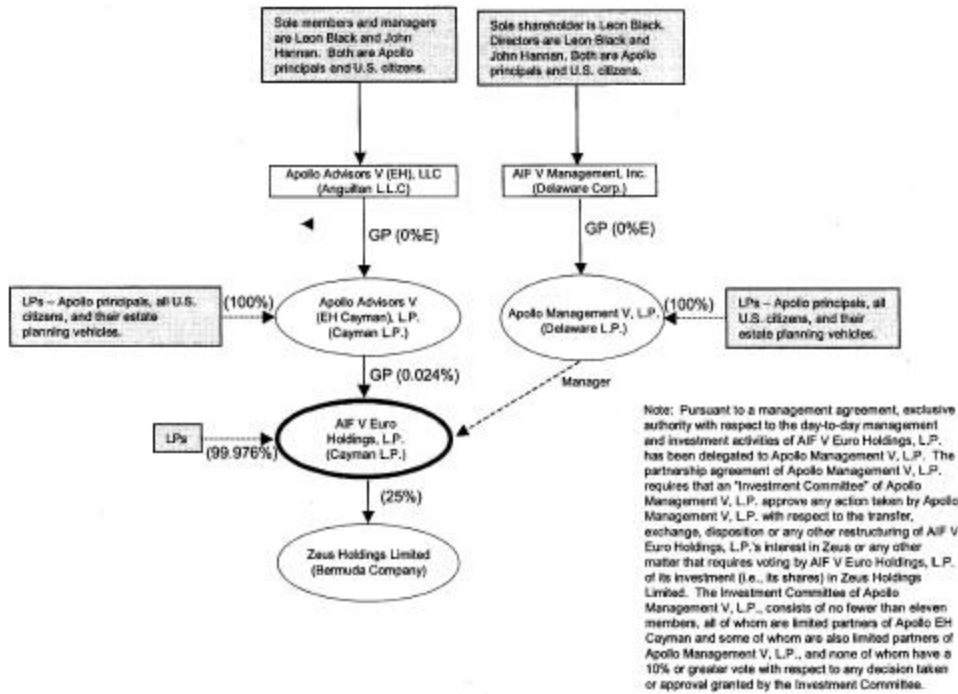 Sole members and managers
are Leon Black and John
Hannan. Both are Apollo
principals and U.S. citizens.
Sole shareholder is Leon Black.
Directors are Leon Black and
John Hannan. Both are Apollo
principals and U.S. citizens.
Apollo Advisors V (EH), LLC
(Anguillan L.L.C)
AIF V Management, Inc.
(Delaware Corp.)
GP (0%E)
GP (0%E)
LPs – Apollo principals, all U.S.
citizens, and their estate
planning vehicles.
(100%)
Apollo Advisors V
(EH Cayman), L.P.
(Cayman L.P.)
Apollo Management V, L.P.
(Delaware L.P.)
(100%)
LPs – Apollo principals, all
U.S. citizens, and their
estate planning vehicles.
GP (0.024%)
Manager
LPs
(99.976%)
AIF V Euro
Holdings, L.P.
(Cayman L.P.)
(25%)
Zeus Holdings Limited
(Bermuda Company)
Note: Pursuant to a management agreement, exclusive
authority with respect to the day-to-day management
and investment activities of AIF V Euro Holdings, L.P.
has been delegated to Apollo Management V, L.P. The
partnership agreement of Apollo Management V, L.P.
requires that an "Investment Committee" of Apollo
Management V, L.P. approve any action taken by Apollo
Management V, L.P. with respect to the transfer,
exchange, disposition or any other restructuring of AIF V
Euro Holdings, L.P.'s interest in Zeus or any other
matter that requires voting by AIF V Euro Holdings, L.P.
of its investment (i.e., its shares) in Zeus Holdings
Limited. The Investment Committee of Apollo
Management V, L.P., consists of no fewer than eleven
members, all of whom are limited partners of Apollo EH
Cayman and some of whom are also limited partners of
Apollo Management V, L.P., and none of whom have a
10% or greater vote with respect to any decision taken
or approval granted by the Investment Committee.